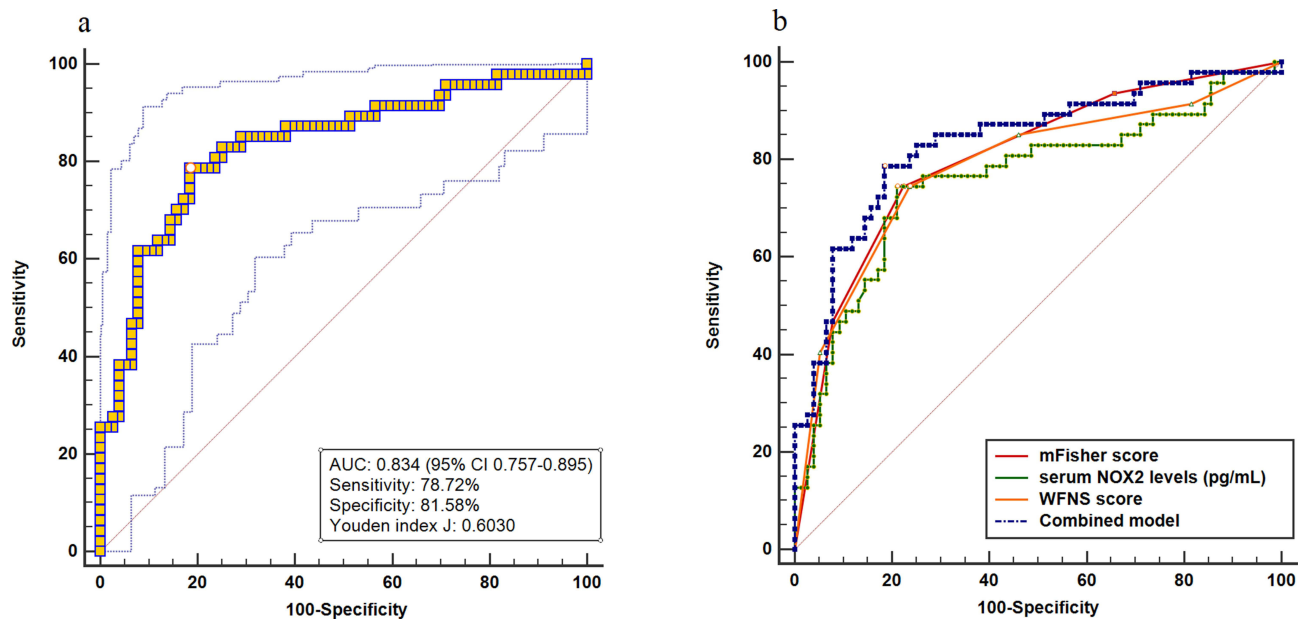 a
100
80
60
40
20
0
Sensitivity
0 20 40 60 80 100
100-Specificity
AUC: 0.834 (95% CI 0.757-0.895)
Sensitivity: 78.72%
Specificity: 81.58%
Youden index J: 0.6030
b
100
80
60
40
20
0
Sensitivity
0 20 40 60 80 100
100-Specificity
mFisher score
serum NOX2 levels (pg/mL)
WFNS score
Combined model